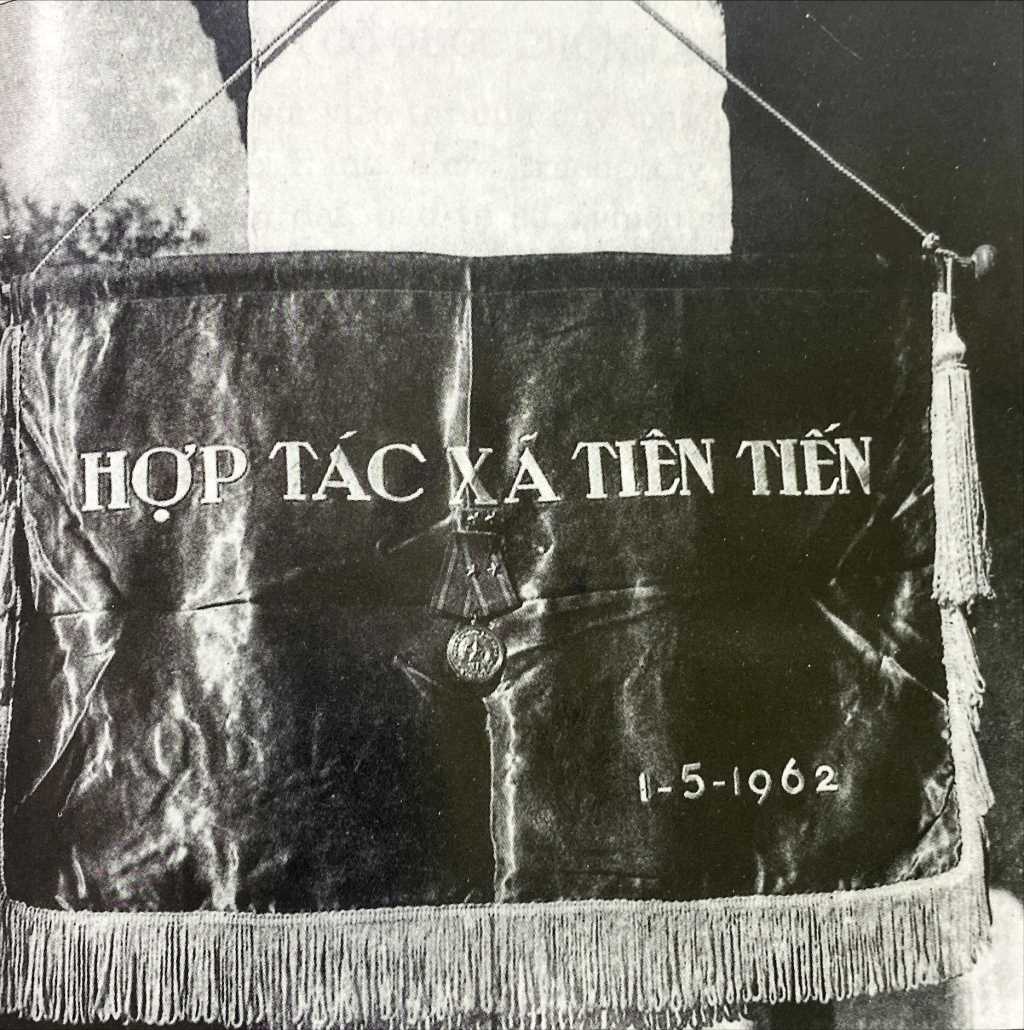 HỢP TÁC XÃ TIÊN TIẾN
1-5-1962